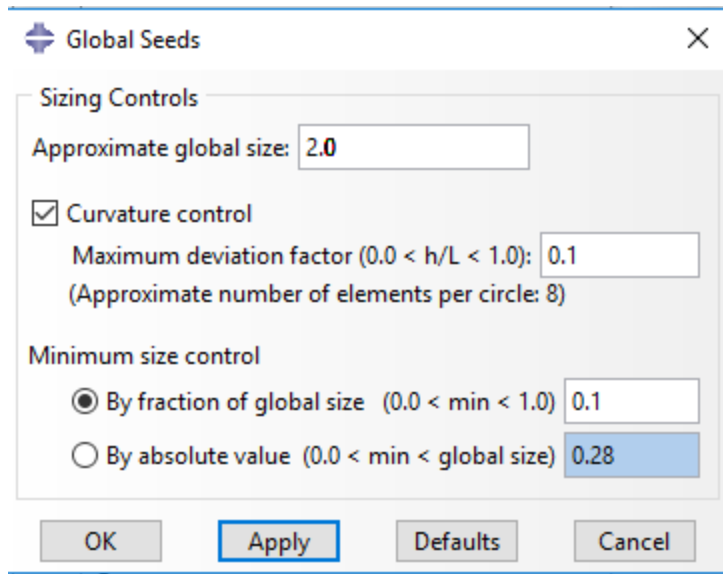 Global Seeds
Sizing Controls
Approximate global size: 2.0
Curvature control
Maximum deviation factor (0.0 < h/L < 1.0): 0.1
(Approximate number of elements per circle: 8)
Minimum size control
By fraction of global size (0.0 < min < 1.0) 0.1
By absolute value (0.0 < min < global size) 0.28
OK Apply Defaults Cancel